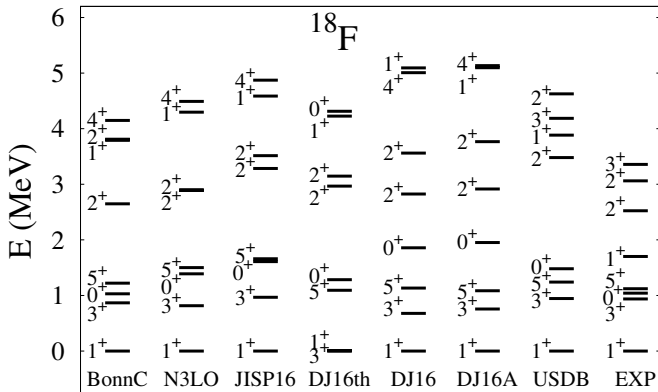 ¹⁸F
E (MeV)
6
5
4
3
2
1
0
4⁺ 2⁺ 1⁺ 2⁺ 5⁺ 0⁺ 3⁺ 1⁺
4⁺ 1⁺ 2⁺ 2⁺ 5⁺ 0⁺ 3⁺ 1⁺
4⁺ 1⁺ 2⁺ 2⁺ 5⁺ 0⁺ 3⁺ 1⁺
0⁺ 1⁺ 2⁺ 2⁺ 0⁺ 5⁺ 1⁺ 3⁺
1⁺ 4⁺ 2⁺ 2⁺ 0⁺ 5⁺ 3⁺ 1⁺
4⁺ 1⁺ 2⁺ 2⁺ 0⁺ 5⁺ 3⁺ 1⁺
2⁺ 3⁺ 1⁺ 2⁺ 0⁺ 5⁺ 3⁺ 1⁺
3⁺ 2⁺ 2⁺ 1⁺ 5⁺ 0⁺ 3⁺ 1⁺
BonnC N3LO JISP16 DJ16th DJ16 DJ16A USDB EXP